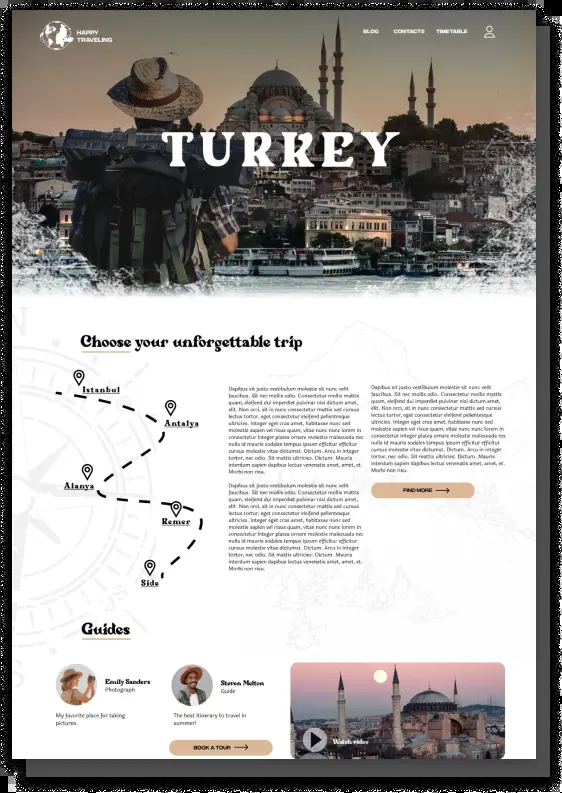 HAPPY
TRAVELING
BLOG CONTACTS TIMETABLE
TURKEY
Choose your unforgettable trip
Istanbul
Antalya
Alanya
Kemer
Side
Dapibus sit justo vestibulum molestie sit nunc velit
faucibus. Sit nec mollis odio. Consectetur mattis
quam, eleifend dui imperdiet pulvinar nisi dictum amet,
elit. Non orci, sit in nunc consectetur mattis sed cursus
lectus tortor, eget consectetur eleifend pellentesque
ultricies. Integer eget cras amet, habitasse nunc sed
molestie sapien vel risus quam, vitae nunc nunc lorem in
consectetur integer Integer in mollis malesuada nec
nulla id mauris sodales tempus ipsum efficitur efficitur
cursus molestie vitae dictumst. Dictum. Arcu in Integer
tortor, nec odio. Sit mattis ultricies. Dictum. Mauris
interdum sapien dapibus lectus venenatis amet, amet, et.
Morbi non risu.
Dapibus sit justo vestibulum molestie sit nunc velit
faucibus. Sit nec mollis odio. Consectetur mattis
quam, eleifend dui imperdiet pulvinar nisi dictum amet,
elit. Non orci, sit in nunc consectetur mattis sed cursus
lectus tortor, eget consectetur eleifend pellentesque
ultricies. Integer eget cras amet, habitasse nunc sed
molestie sapien vel risus quam, vitae nunc nunc lorem in
consectetur Integer Integer in mollis malesuada nec
nulla id mauris sodales tempus ipsum efficitur efficitur
cursus molestie vitae dictumst. Dictum. Arcu in Integer
tortor, nec odio. Sit mattis ultricies. Dictum. Mauris
interdum sapien dapibus lectus venenatis amet, amet, et.
Morbi non risu.
Dapibus sit justo vestibulum molestie sit nunc velit
faucibus. Sit nec mollis odio. Consectetur mollis mattis
quam, eleifend dui imperdiet pulvinar nisi dictum amet,
elit. Non orci, sit in nunc consectetur mattis sed cursus
lectus tortor, eget consectetur eleifend pellentesque
ultricies. Integer eget cras amet, habitasse nunc sed
molestie sapien vel risus quam, vitae nunc nunc lorem in
consectetur integer Integer in mollis malesuada nec
nulla id mauris sodales tempus ipsum efficitur efficitur
cursus molestie vitae dictumst. Dictum. Arcu in Integer
tortor, nec odio. Sit mattis ultricies. Dictum. Mauris
interdum sapien dapibus lectus venenatis amet, amet, et.
Morbi non risu.
FIND MORE
Guides
Emily Sanders
Photograph
My favorite place for taking
pictures.
Steven Melton
Guide
The best itinerary to travel in
summer!
BOOK A TOUR
Watch video